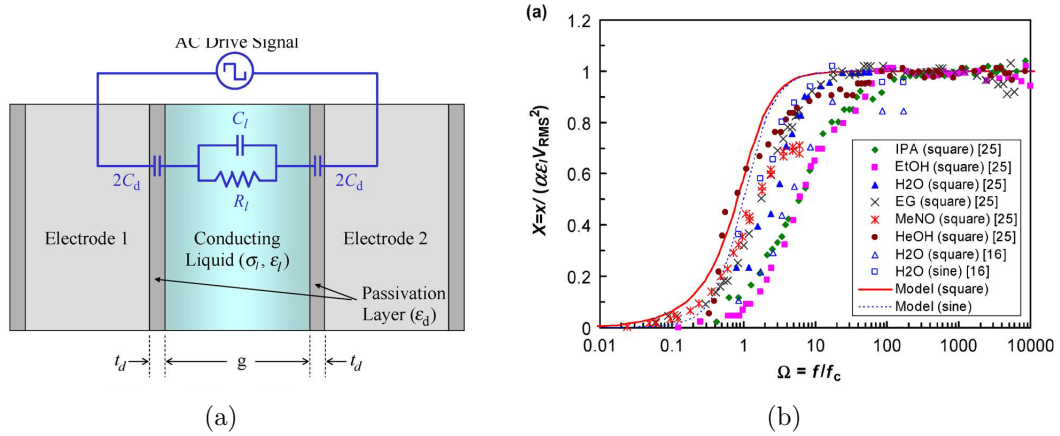 AC Drive Signal
C_l
2C_d
R_l
2C_d
Electrode 1
Conducting
Liquid (σ_l, ε_l)
Electrode 2
Passivation
Layer (ε_d)
t_d
g
t_d
(a)
(a)
X=x/(αε_lV_RMS^2)
1.2
1
0.8
0.6
0.4
0.2
0
0.01
0.1
1
10
100
1000
10000
Ω = f/f_c
IPA (square) [25]
EtOH (square) [25]
H2O (square) [25]
EG (square) [25]
MeNO (square) [25]
HeOH (square) [25]
H2O (square) [16]
H2O (sine) [16]
Model (square)
Model (sine)
(b)